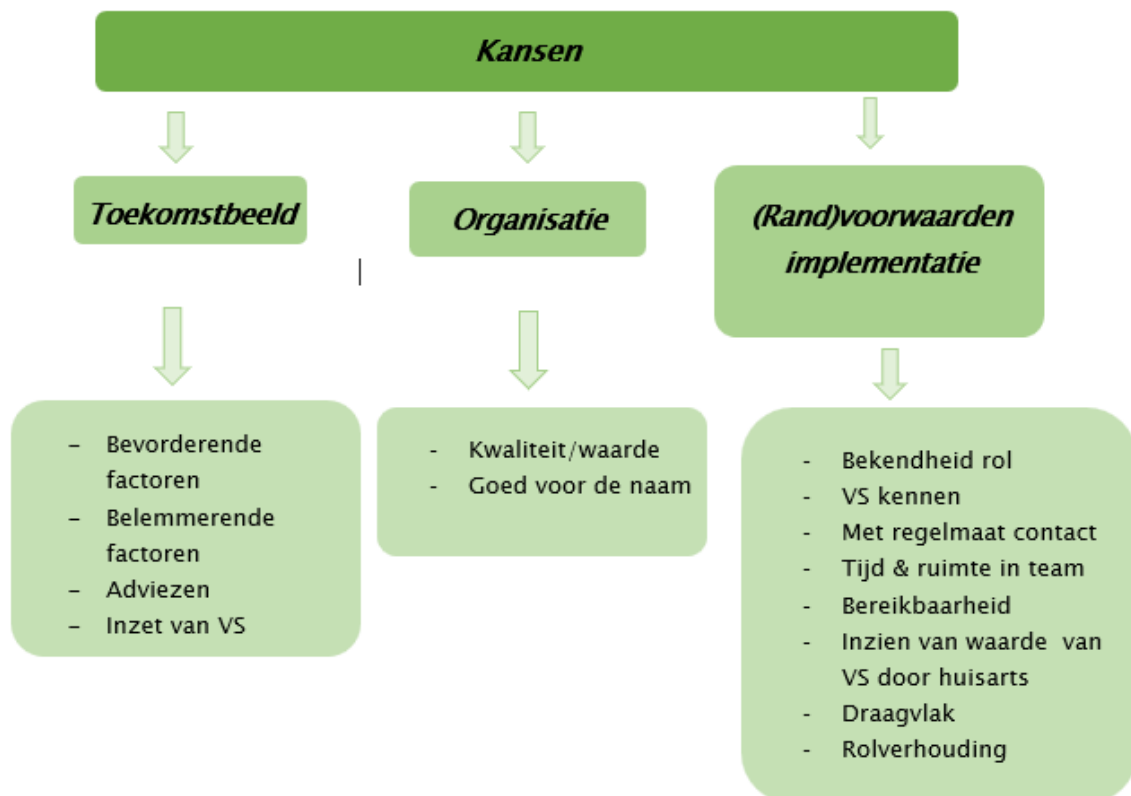 Kansen
Toekomstbeeld
Organisatie
(Rand)voorwaarden
implementatie
– Bevorderende
factoren
– Belemmerende
factoren
– Adviezen
– Inzet van VS
- Kwaliteit/waarde
- Goed voor de naam
- Bekendheid rol
- VS kennen
- Met regelmaat contact
- Tijd & ruimte in team
- Bereikbaarheid
- Inzien van waarde van
VS door huisarts
- Draagvlak
- Rolverhouding